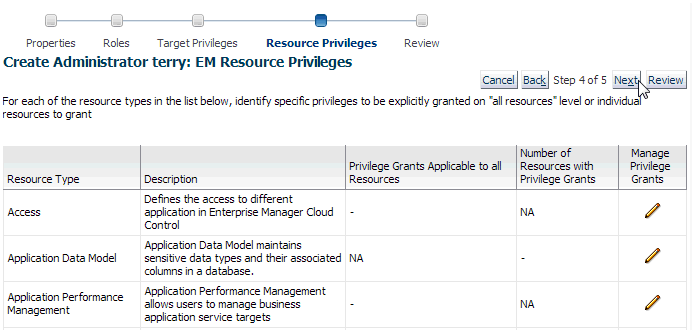 Properties Roles Target Privileges Resource Privileges Review
Create Administrator terry: EM Resource Privileges
Cancel Back Step 4 of 5 Next Review
For each of the resource types in the list below, identify specific privileges to be explicitly granted on "all resources" level or individual
resources to grant
Resource Type Description Privilege Grants Applicable to all Resources Number of Resources with Privilege Grants Manage Privilege Grants
Access Defines the access to different application in Enterprise Manager Cloud Control - NA
Application Data Model Application Data Model maintains sensitive data types and their associated columns in a database. NA -
Application Performance Management Application Performance Management allows users to manage business application service targets - NA